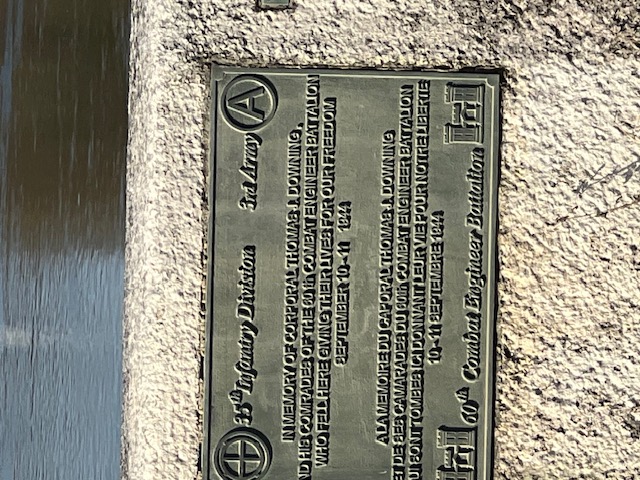 35th Infantry Division 3rd Army A
IN MEMORY OF CORPORAL THOMAS J. DOWNING,
ND HIS COMRADES OF THE 60th COMBAT ENGINEER BATTALION
WHO FELL HERE GIVING THEIR LIVES FOR OUR FREEDOM
SEPTEMBER 10-11 1944
A LA MEMOIRE DU CAPORAL THOMAS J. DOWNING,
ET DE SES CAMARADES DU 60th COMBAT ENGINEER BATTALION
UI SONT TOMBES ICI DONNANT LEUR VIE POUR NOTRE LIBERTE
10-11 SEPTEMBRE 1944
60th Combat Engineer Battalion